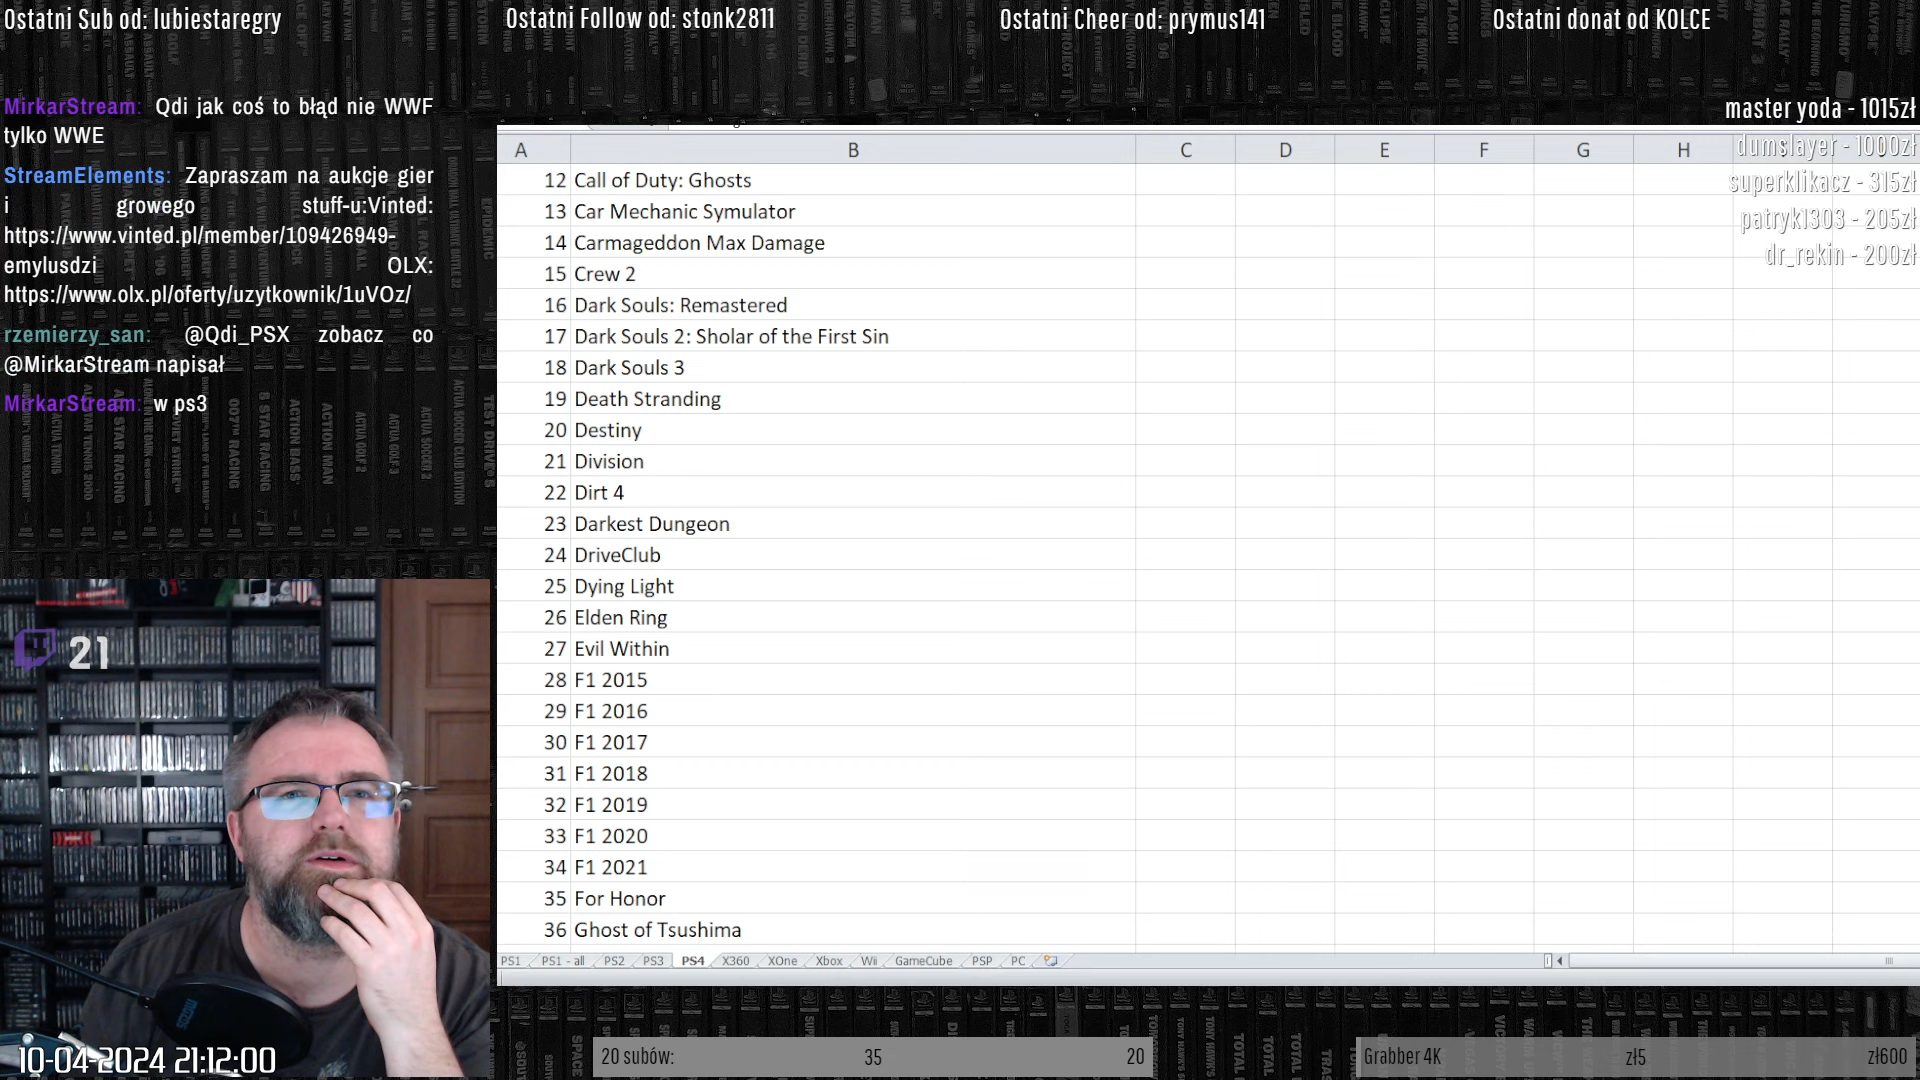 Ostatni Sub od: lubiestaregry
Ostatni Follow od: stonk2811
Ostatni Cheer od: prymus141
Ostatni donat od KOLCE
master yoda - 1015zł
dumslayer - 1000zł
superklikacz - 315zł
patryk1303 - 205zł
dr_rekin - 200zł
MirkarStream: Qdi jak coś to błąd nie WWF
tylko WWE
StreamElements: Zapraszam na aukcje gier
i growego stuff-u:Vinted:
https://www.vinted.pl/member/109426949-
emylusdzi OLX:
https://www.olx.pl/oferty/uzytkownik/1uVOz/
rzemierzy_san: @Qdi_PSX zobacz co
@MirkarStream napisał
MirkarStream: w ps3
A B C D E F G H
12 Call of Duty: Ghosts
13 Car Mechanic Symulator
14 Carmageddon Max Damage
15 Crew 2
16 Dark Souls: Remastered
17 Dark Souls 2: Sholar of the First Sin
18 Dark Souls 3
19 Death Stranding
20 Destiny
21 Division
22 Dirt 4
23 Darkest Dungeon
24 DriveClub
25 Dying Light
26 Elden Ring
27 Evil Within
28 F1 2015
29 F1 2016
30 F1 2017
31 F1 2018
32 F1 2019
33 F1 2020
34 F1 2021
35 For Honor
36 Ghost of Tsushima
PS1 PS1 - all PS2 PS3 PS4 X360 XOne Xbox Wii GameCube PSP PC
21
10-04-2024 21:12:00
20 subów: 35 20
Grabber 4K zł5 zł600